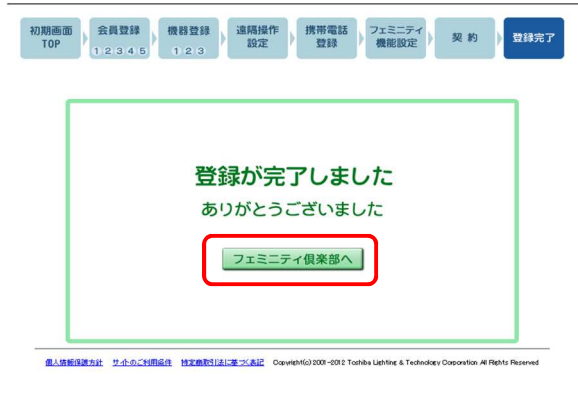 初期画面
TOP
会員登録
1 2 3 4 5
機器登録
1 2 3
遠隔操作
設定
携帯電話
登録
フェミニティ
機能設定
契 約
登録完了
登録が完了しました
ありがとうございました
フェミニティ倶楽部へ
個人情報保護方針 サイトのご利用条件 特定商取引法に基づく表記 Copyright(c) 2001-2012 Toshiba Lighting & Technology Corporation All Rights Reserved